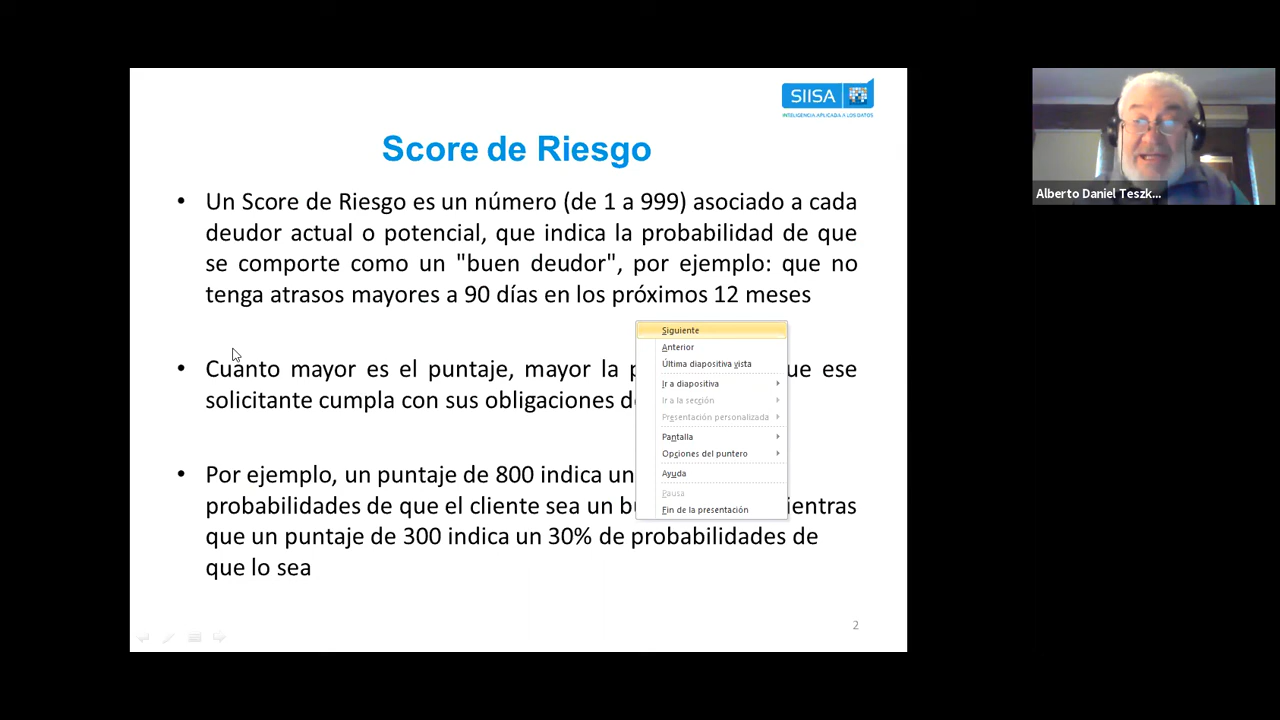 SIISA
INTELIGENCIA APLICADA A LOS DATOS
Score de Riesgo
• Un Score de Riesgo es un número (de 1 a 999) asociado a cada
deudor actual o potencial, que indica la probabilidad de que
se comporte como un "buen deudor", por ejemplo: que no
tenga atrasos mayores a 90 días en los próximos 12 meses
• Cuanto mayor es el puntaje, mayor la ue ese
solicitante cumpla con sus obligaciones
• Por ejemplo, un puntaje de 800 indica un
probabilidades de que el cliente sea un ientras
que un puntaje de 300 indica un 30% de probabilidades de
que lo sea
Siguiente
Anterior
Última diapositiva vista
Ir a diapositiva
Ir a la sección
Presentación personalizada
Pantalla
Opciones del puntero
Ayuda
Pausa
Fin de la presentación
2
Alberto Daniel Teszk...